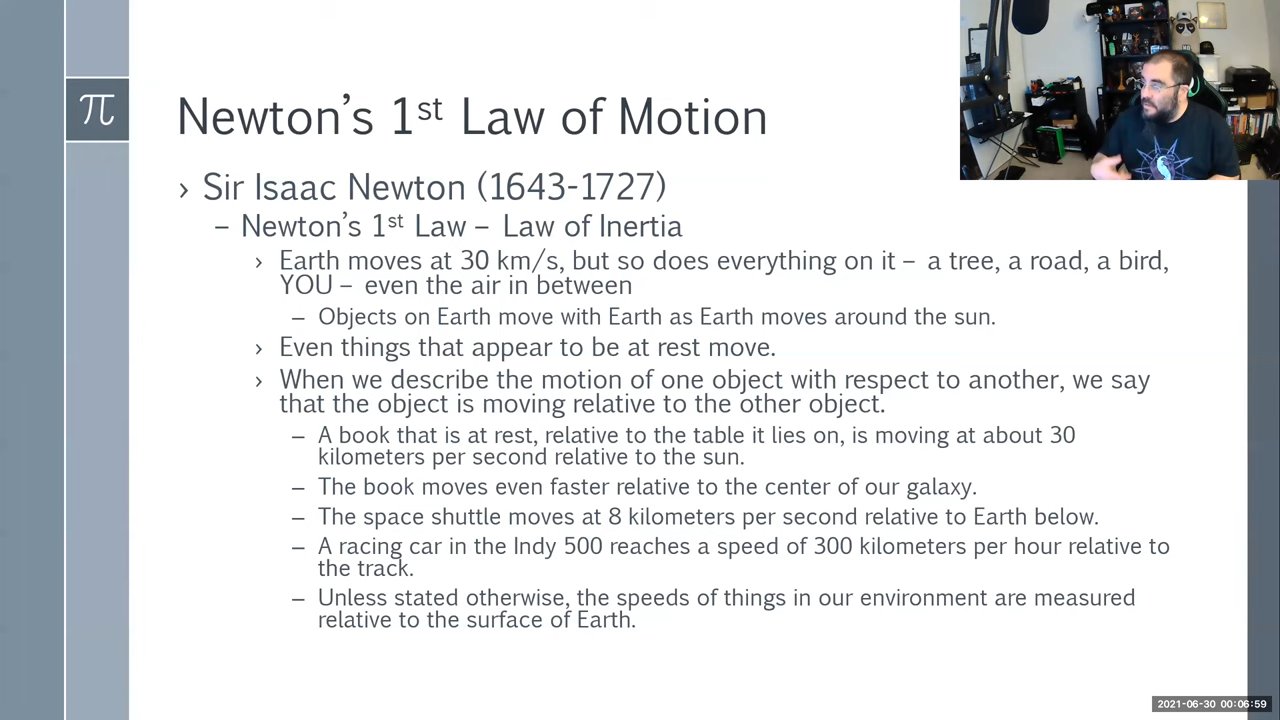 π
Newton's 1st Law of Motion
› Sir Isaac Newton (1643-1727)
– Newton's 1st Law – Law of Inertia
› Earth moves at 30 km/s, but so does everything on it – a tree, a road, a bird,
YOU – even the air in between
– Objects on Earth move with Earth as Earth moves around the sun.
› Even things that appear to be at rest move.
› When we describe the motion of one object with respect to another, we say
that the object is moving relative to the other object.
– A book that is at rest, relative to the table it lies on, is moving at about 30
kilometers per second relative to the sun.
– The book moves even faster relative to the center of our galaxy.
– The space shuttle moves at 8 kilometers per second relative to Earth below.
– A racing car in the Indy 500 reaches a speed of 300 kilometers per hour relative to
the track.
– Unless stated otherwise, the speeds of things in our environment are measured
relative to the surface of Earth.
2021-06-30 00:06:59